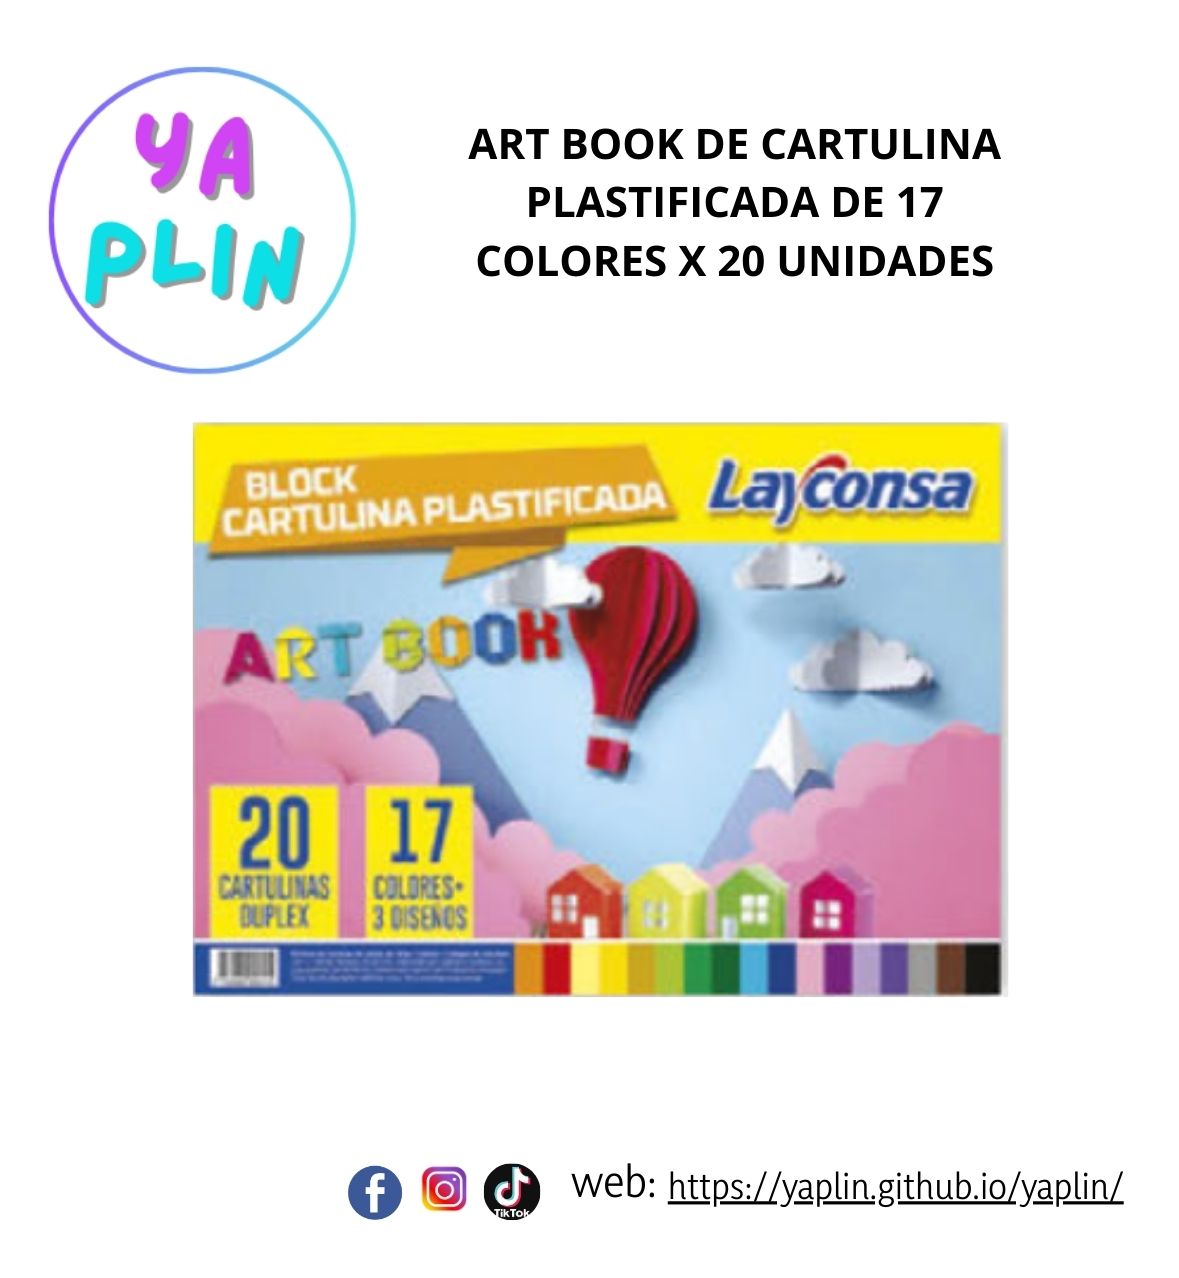 YA
PLIN
ART BOOK DE CARTULINA
PLASTIFICADA DE 17
COLORES X 20 UNIDADES
BLOCK
CARTULINA PLASTIFICADA
Layconsa
ART BOOK
20
CARTULINAS
DUPLEX
17
COLORES+
3 DISEÑOS
TikTok
web: https://yaplin.github.io/yaplin/